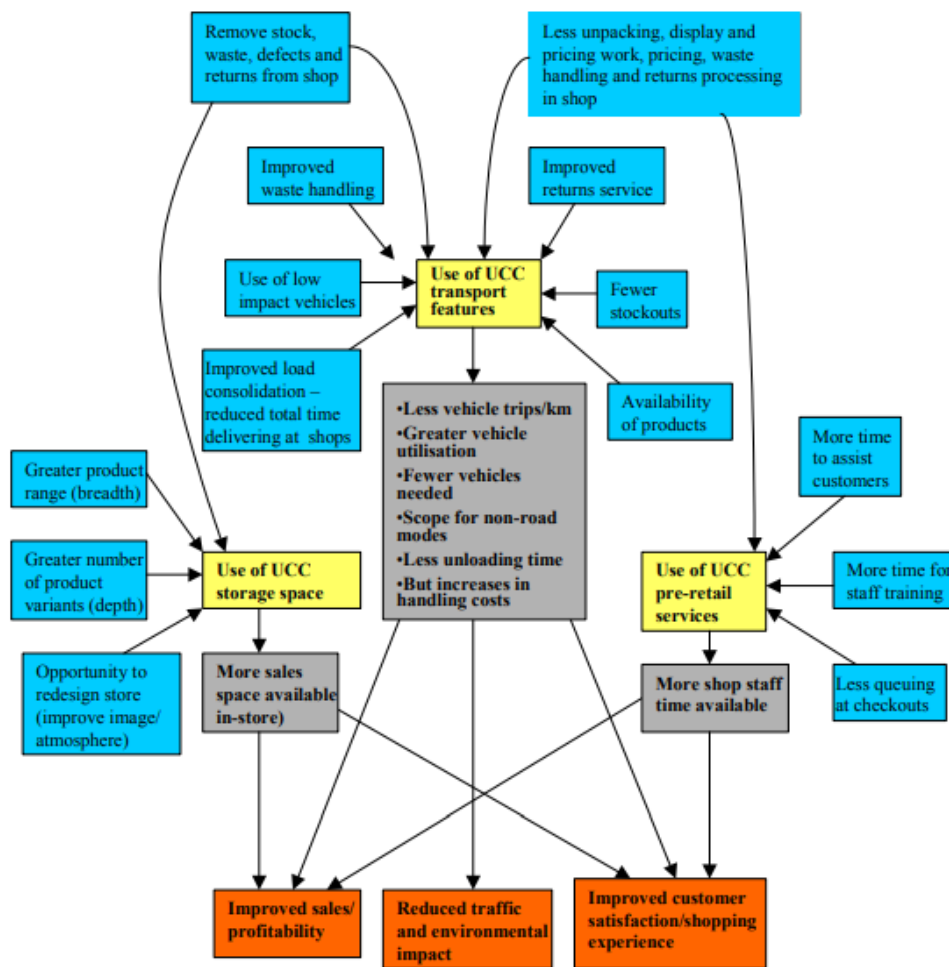 Remove stock,
waste, defects and
returns from shop
Less unpacking, display and
pricing work, pricing, waste
handling and returns processing
in shop
Improved
waste handling
Improved
returns service
Use of low
impact vehicles
Use of UCC
transport
features
Fewer
stockouts
Improved load
consolidation –
reduced total time
delivering at shops
•Less vehicle trips/km
•Greater vehicle
utilisation
•Fewer vehicles
needed
•Scope for non-road
modes
•Less unloading time
•But increases in
handling costs
Availability
of products
More time
to assist
customers
Greater product
range (breadth)
Greater number
of product
variants (depth)
Use of UCC
storage space
Use of UCC
pre-retail
services
More time for
staff training
Opportunity to
redesign store
(improve image/
atmosphere)
More sales
space available
in-store)
More shop staff
time available
Less queuing
at checkouts
Improved sales/
profitability
Reduced traffic
and environmental
impact
Improved customer
satisfaction/shopping
experience